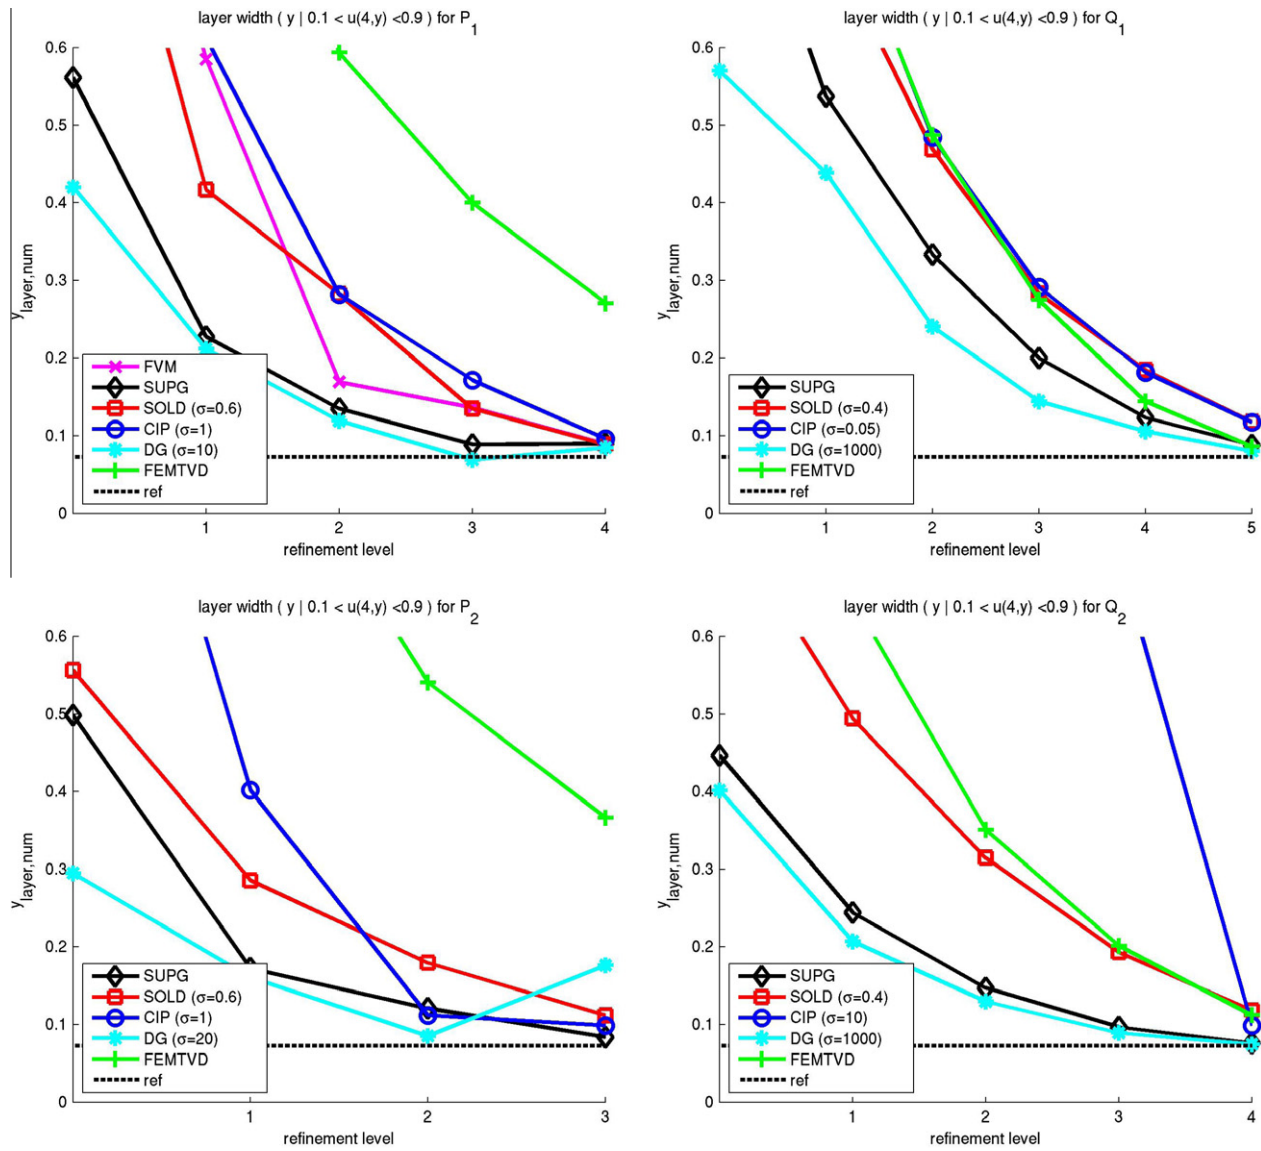 layer width ( y | 0.1 < u(4,y) <0.9 ) for P_1
0.6
0.5
0.4
0.3
0.2
0.1
0
y_layer,num
FVM
SUPG
SOLD (σ=0.6)
CIP (σ=1)
DG (σ=10)
FEMTVD
ref
1 2 3 4
refinement level
layer width ( y | 0.1 < u(4,y) <0.9 ) for Q_1
0.6
0.5
0.4
0.3
0.2
0.1
0
y_layer,num
SUPG
SOLD (σ=0.4)
CIP (σ=0.05)
DG (σ=1000)
FEMTVD
ref
1 2 3 4 5
refinement level
layer width ( y | 0.1 < u(4,y) <0.9 ) for P_2
0.6
0.5
0.4
0.3
0.2
0.1
0
y_layer,num
SUPG
SOLD (σ=0.6)
CIP (σ=1)
DG (σ=20)
FEMTVD
ref
1 2 3
refinement level
layer width ( y | 0.1 < u(4,y) <0.9 ) for Q_2
0.6
0.5
0.4
0.3
0.2
0.1
0
y_layer,num
SUPG
SOLD (σ=0.4)
CIP (σ=10)
DG (σ=1000)
FEMTVD
ref
1 2 3 4
refinement level